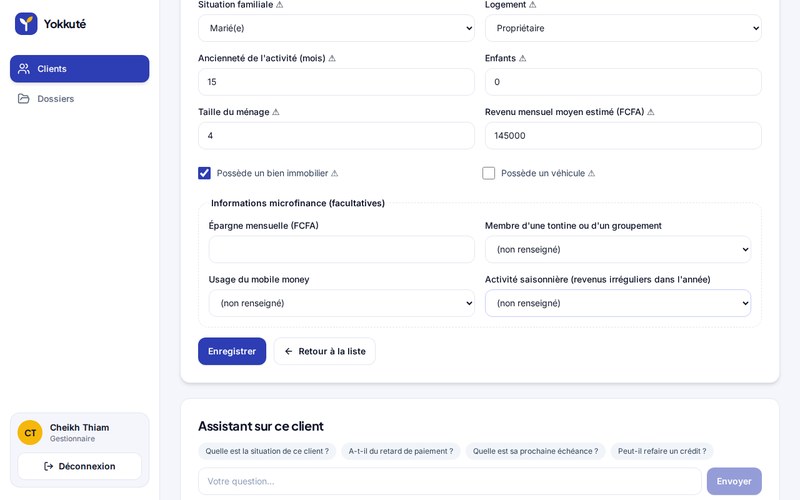 Yokkuté
Clients
Dossiers
Situation familiale ⚠ Logement ⚠
Marié(e) Propriétaire
Ancienneté de l'activité (mois) ⚠ Enfants ⚠
15 0
Taille du ménage ⚠ Revenu mensuel moyen estimé (FCFA) ⚠
4 145000
Possède un bien immobilier ⚠ Possède un véhicule ⚠
Informations microfinance (facultatives)
Épargne mensuelle (FCFA) Membre d'une tontine ou d'un groupement
(non renseigné)
Usage du mobile money Activité saisonnière (revenus irréguliers dans l'année)
(non renseigné) (non renseigné)
Enregistrer ← Retour à la liste
Assistant sur ce client
Quelle est la situation de ce client ? A-t-il du retard de paiement ? Quelle est sa prochaine échéance ? Peut-il refaire un crédit ?
Votre question... Envoyer
CT Cheikh Thiam
Gestionnaire
Déconnexion